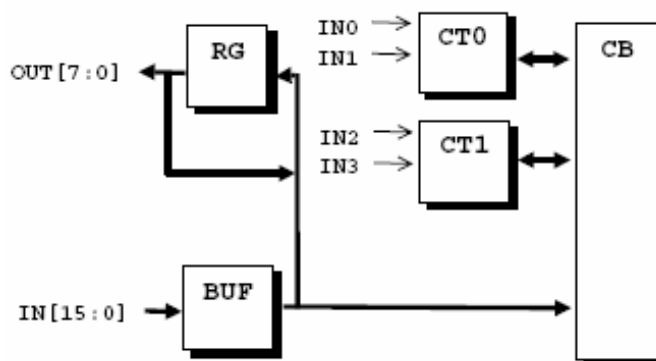 IN0
CT0
RG
CB
IN1
OUT[7:0]
IN2
CT1
IN3
BUF
IN[15:0]